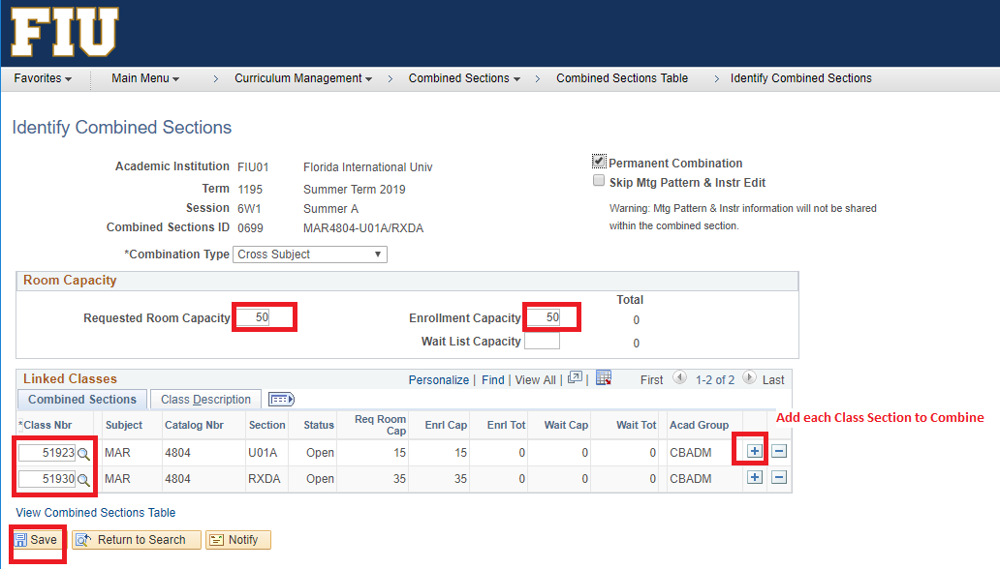 FIU
Favorites Main Menu > Curriculum Management > Combined Sections > Combined Sections Table > Identify Combined Sections
Identify Combined Sections
Academic Institution FIU01 Florida International Univ
Permanent Combination
Term 1195 Summer Term 2019
Skip Mtg Pattern & Instr Edit
Session 6W1 Summer A
Warning: Mtg Pattern & Instr information will not be shared
within the combined section.
Combined Sections ID 0699 MAR4804-U01A/RXDA
*Combination Type Cross Subject
Room Capacity
Total
Requested Room Capacity 50 Enrollment Capacity 50 0
Wait List Capacity 0
Linked Classes Personalize | Find | View All | | First 1-2 of 2 Last
Combined Sections Class Description
*Class Nbr Subject Catalog Nbr Section Status Req Room Cap Enrl Cap Enrl Tot Wait Cap Wait Tot Acad Group
Add each Class Section to Combine
51923 MAR 4804 U01A Open 15 15 0 0 0 CBADM + −
51930 MAR 4804 RXDA Open 35 35 0 0 0 CBADM + −
View Combined Sections Table
Save Return to Search Notify